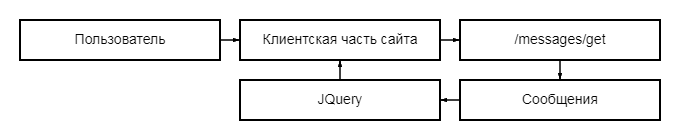 Пользователь
Клиентская часть сайта
/messages/get
JQuery
Сообщения